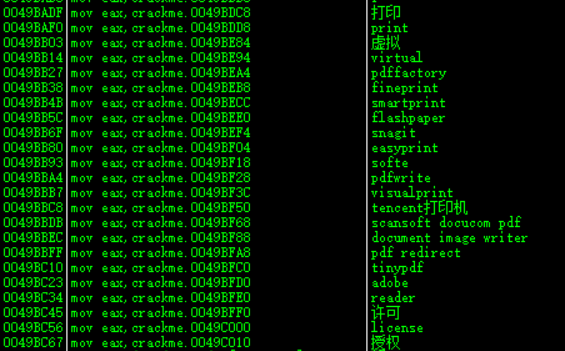 0049BADF mov eax,crackme.0049BDC8 打印
0049BAF0 mov eax,crackme.0049BDD8 print
0049BB03 mov eax,crackme.0049BE84 虚拟
0049BB14 mov eax,crackme.0049BE94 virtual
0049BB27 mov eax,crackme.0049BEA4 pdffactory
0049BB38 mov eax,crackme.0049BEB8 fineprint
0049BB4B mov eax,crackme.0049BECC smartprint
0049BB5C mov eax,crackme.0049BEE0 flashpaper
0049BB6F mov eax,crackme.0049BEF4 snagit
0049BB80 mov eax,crackme.0049BF04 easyprint
0049BB93 mov eax,crackme.0049BF18 softe
0049BBA4 mov eax,crackme.0049BF28 pdfwrite
0049BBB7 mov eax,crackme.0049BF3C visualprint
0049BBC8 mov eax,crackme.0049BF50 tencent打印机
0049BBDB mov eax,crackme.0049BF68 scansoft docucom pdf
0049BBEC mov eax,crackme.0049BF88 document image writer
0049BBFF mov eax,crackme.0049BFA8 pdf redirect
0049BC10 mov eax,crackme.0049BFC0 tinypdf
0049BC23 mov eax,crackme.0049BFD0 adobe
0049BC34 mov eax,crackme.0049BFE0 reader
0049BC45 mov eax,crackme.0049BFF0 许可
0049BC56 mov eax,crackme.0049C000 license
0049BC67 mov eax,crackme.0049C010 授权